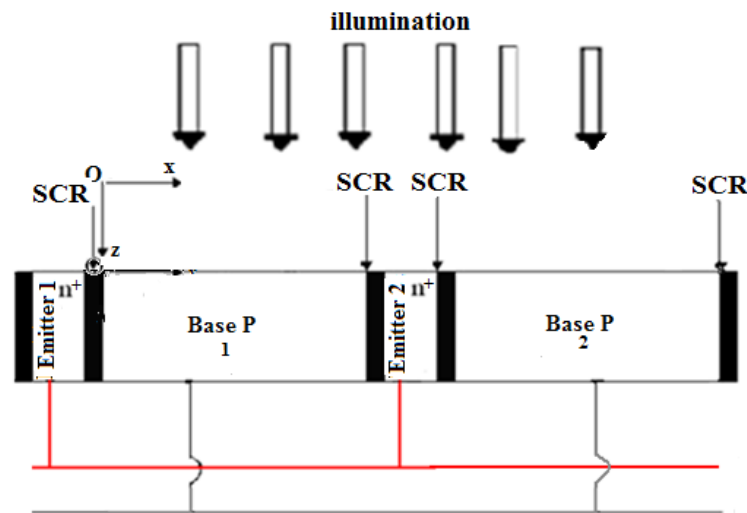 illumination
O
x
SCR
SCR
SCR
SCR
z
n+
Emitter 1
Base P
1
Emitter 2
n+
Base P
2